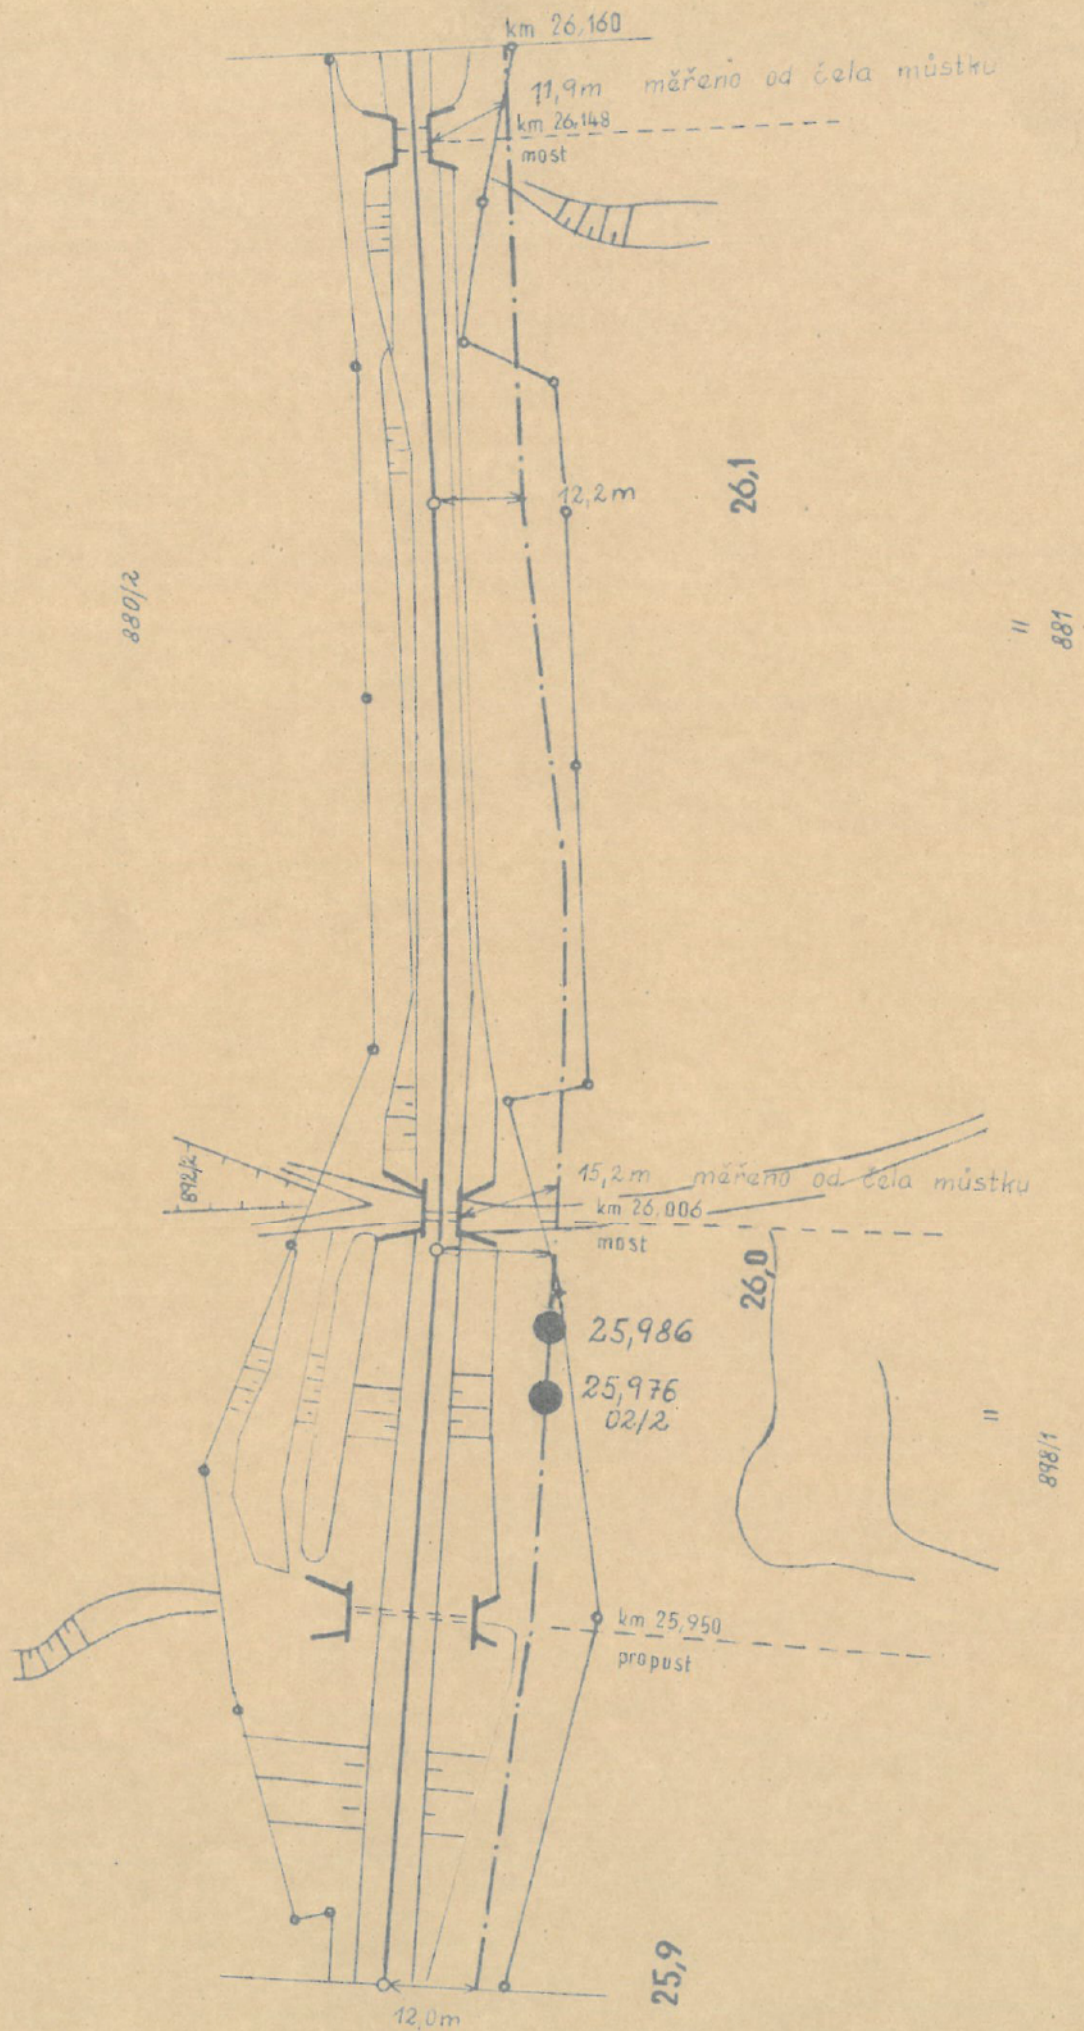 km 26,160
11,9m měřeno od čela můstku
km 26,148
most
26,1
12,2m
880/2
"
881
892/2
15,2m měřeno od čela můstku
km 26,006
most
26,0
25,986
25,976
02/2
"
898/1
km 25,950
propust
25,9
12,0m